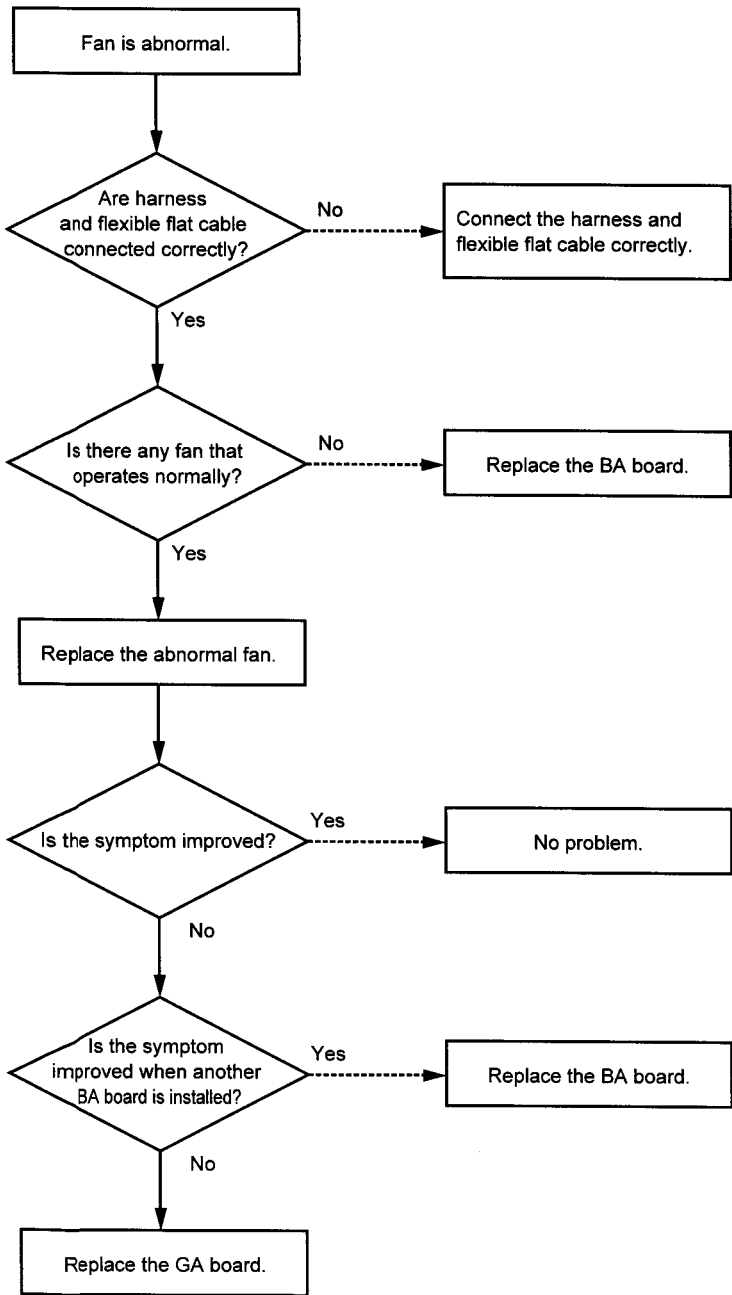 Fan is abnormal.
Are harness
and flexible flat cable
connected correctly?
No
Connect the harness and
flexible flat cable correctly.
Yes
Is there any fan that
operates normally?
No
Replace the BA board.
Yes
Replace the abnormal fan.
Is the symptom improved?
Yes
No problem.
No
Is the symptom
improved when another
BA board is installed?
Yes
Replace the BA board.
No
Replace the GA board.